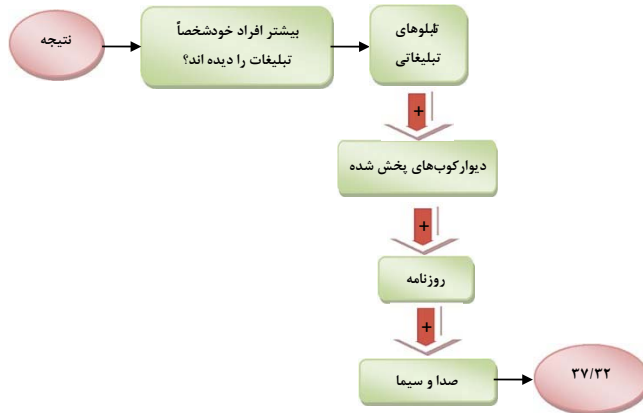 نتیجه
بیشتر افراد خودشخصاً
تبلیغات را دیده اند؟
تابلوهای
تبلیغاتی
+
دیوارکوب‌های پخش شده
+
روزنامه
+
صدا و سیما
۳۷/۳۲